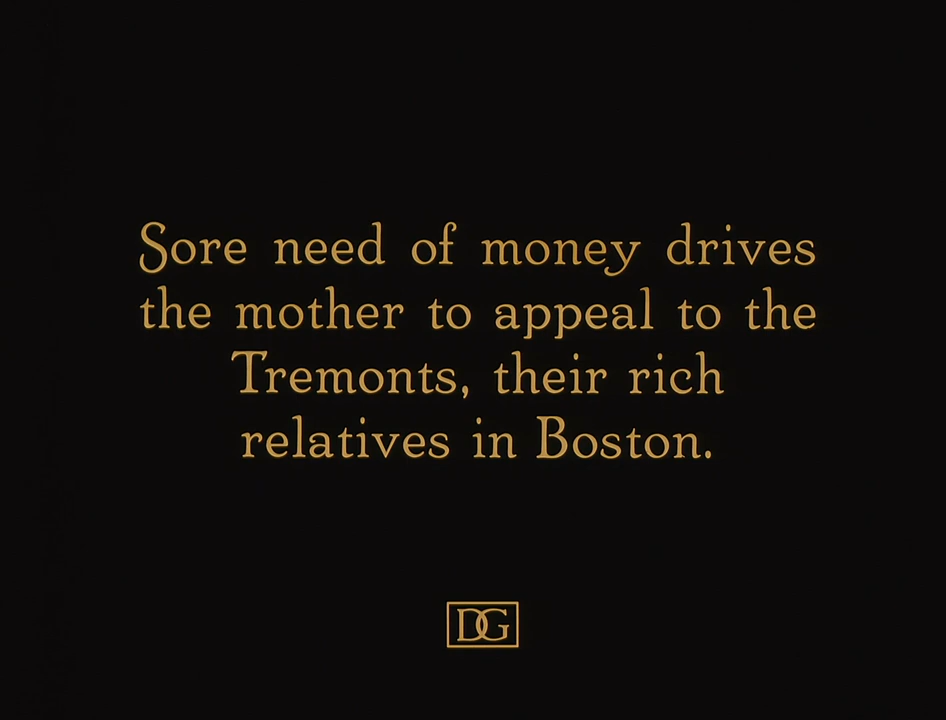 Sore need of money drives
the mother to appeal to the
Tremonts, their rich
relatives in Boston.
DG